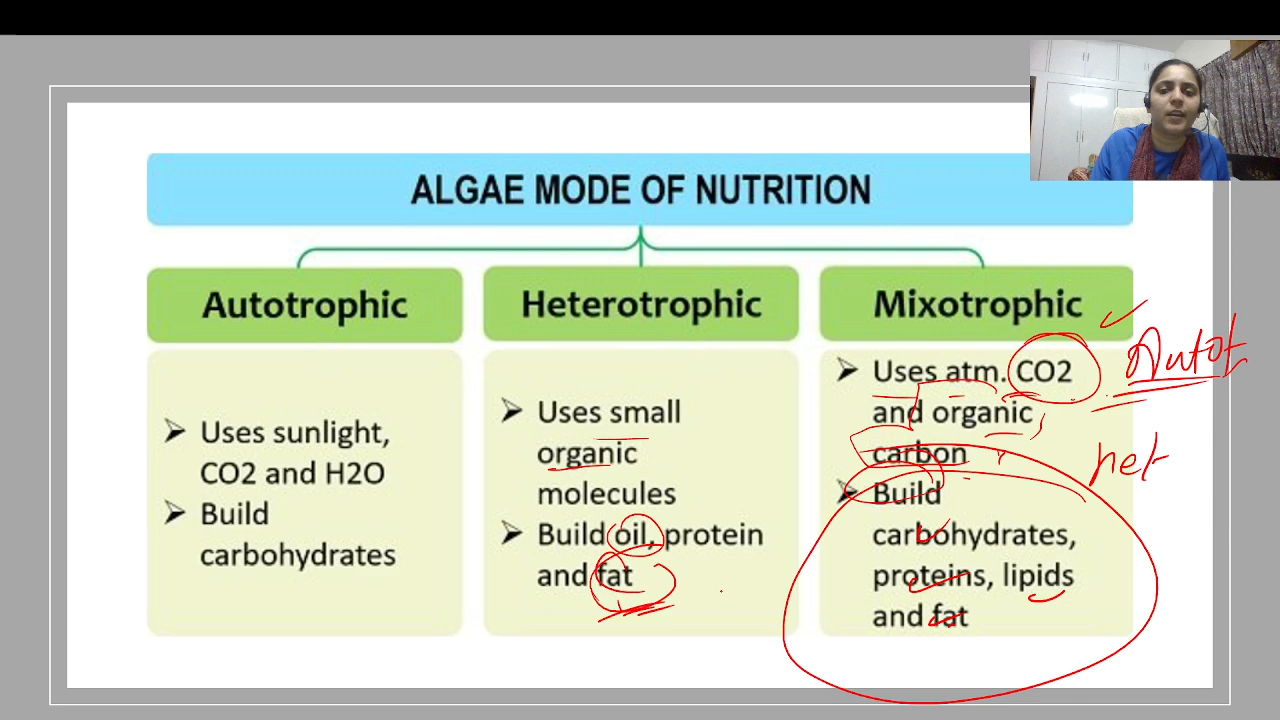 ALGAE MODE OF NUTRITION
Autotrophic
➤ Uses sunlight,
CO2 and H2O
➤ Build
carbohydrates
Heterotrophic
➤ Uses small
organic
molecules
➤ Build oil, protein
and fat
Mixotrophic
➤ Uses atm. CO2
and organic
carbon
➤ Build
carbohydrates,
proteins, lipids
and fat
Autot
het